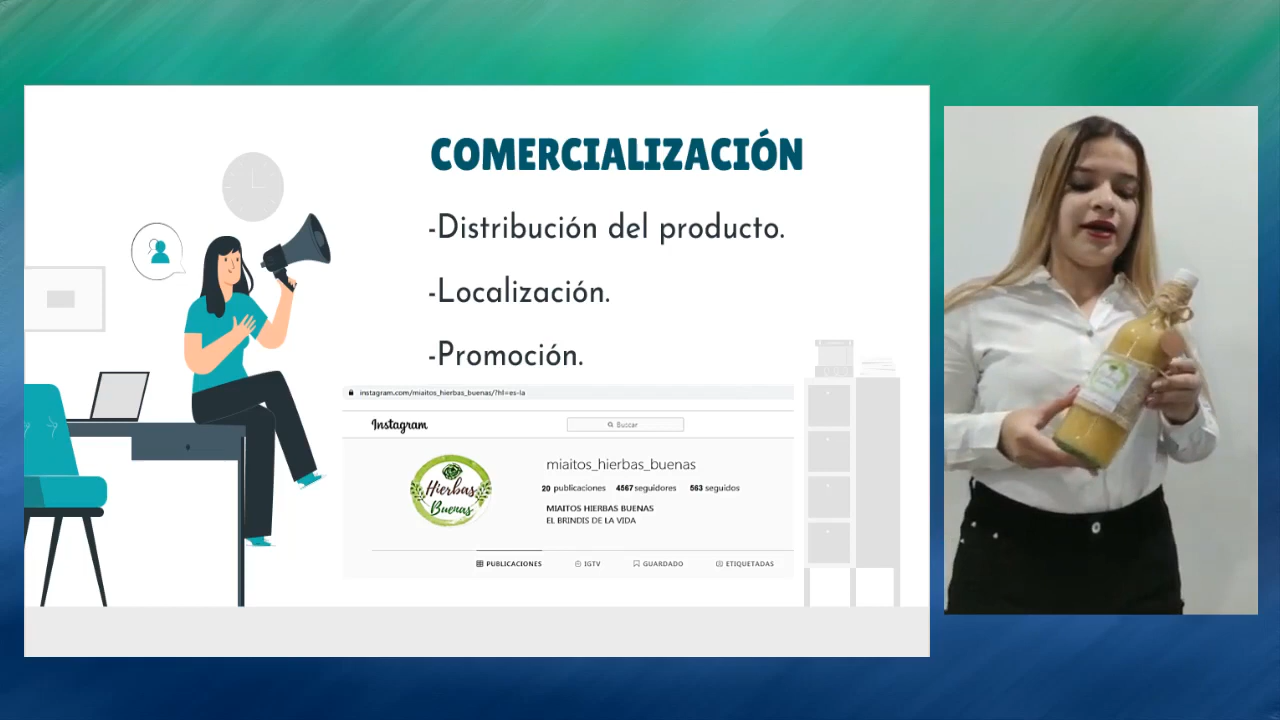 COMERCIALIZACIÓN
-Distribución del producto.
-Localización.
-Promoción.
instagram.com/miaitos_hierbas_buenas/?hl=es-la
Instagram
Buscar
miaitos_hierbas_buenas
20 publicaciones 4567 seguidores 563 seguidos
MIAITOS HIERBAS BUENAS
EL BRINDIS DE LA VIDA
Hierbas
Buenas
PUBLICACIONES IGTV GUARDADO ETIQUETADAS